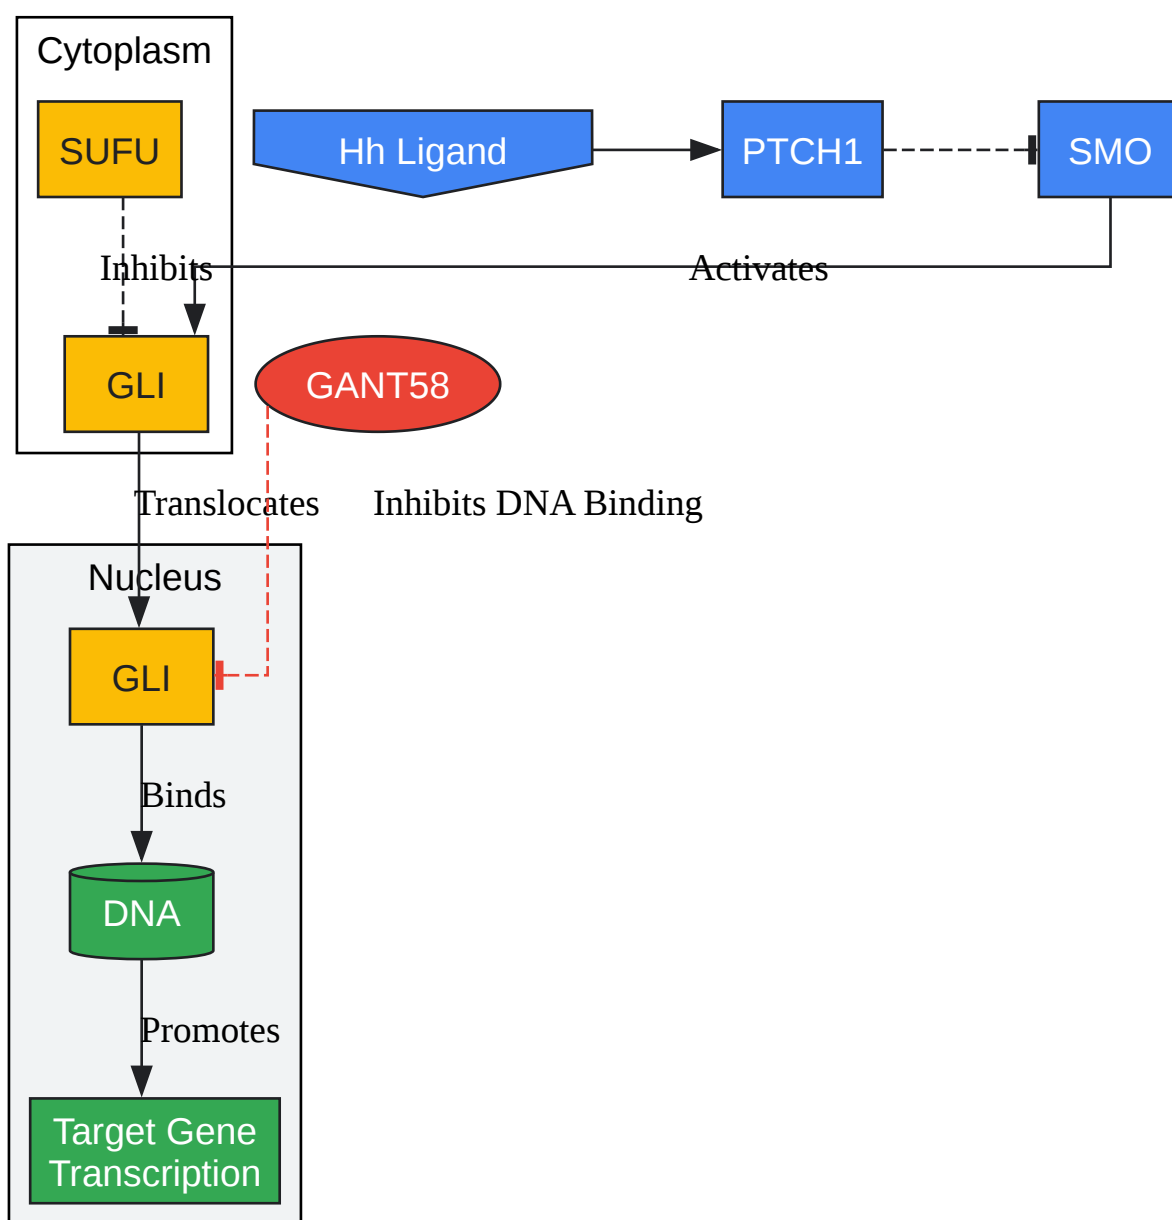 Cytoplasm
SUFU
Hh Ligand
PTCH1
SMO
Inhibits
Activates
GLI
GANT58
Translocates
Inhibits DNA Binding
Nucleus
GLI
Binds
DNA
Promotes
Target Gene
Transcription